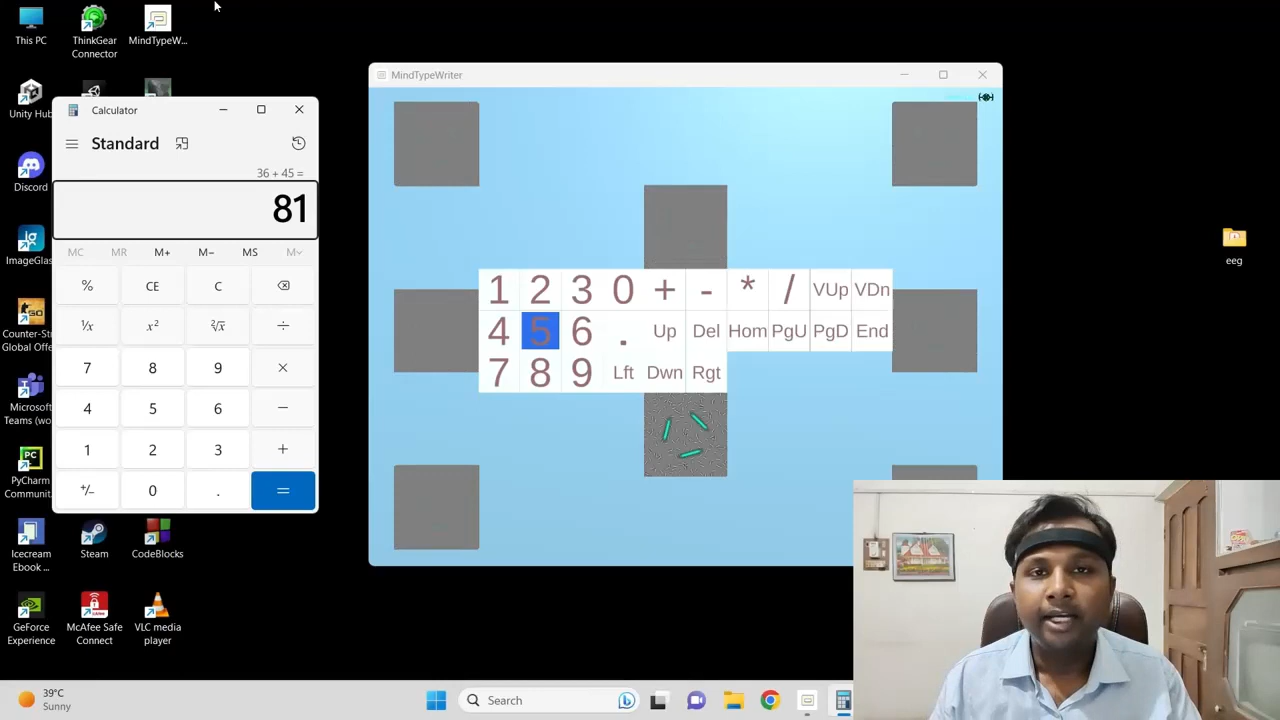 This PC
ThinkGear
Connector
MindTypeW...
Unity Hub
Discord
ImageGlas
Counter-Str
Global Offe
Microsoft
Teams (wo
PyCharm
Communit..
Icecream
Ebook ...
Steam
CodeBlocks
GeForce
Experience
McAfee Safe
Connect
VLC media
player
Calculator
Standard
36 + 45 =
81
MC MR M+ M− MS M˅
% CE C
¹/x x² ²√x ÷
7 8 9 ×
4 5 6 −
1 2 3 +
+/− 0 . =
MindTypeWriter
1 2 3 0 + - * / VUp VDn
4 5 6 . Up Del Hom PgU PgD End
7 8 9 Lft Dwn Rgt
eeg
39°C
Sunny
Search